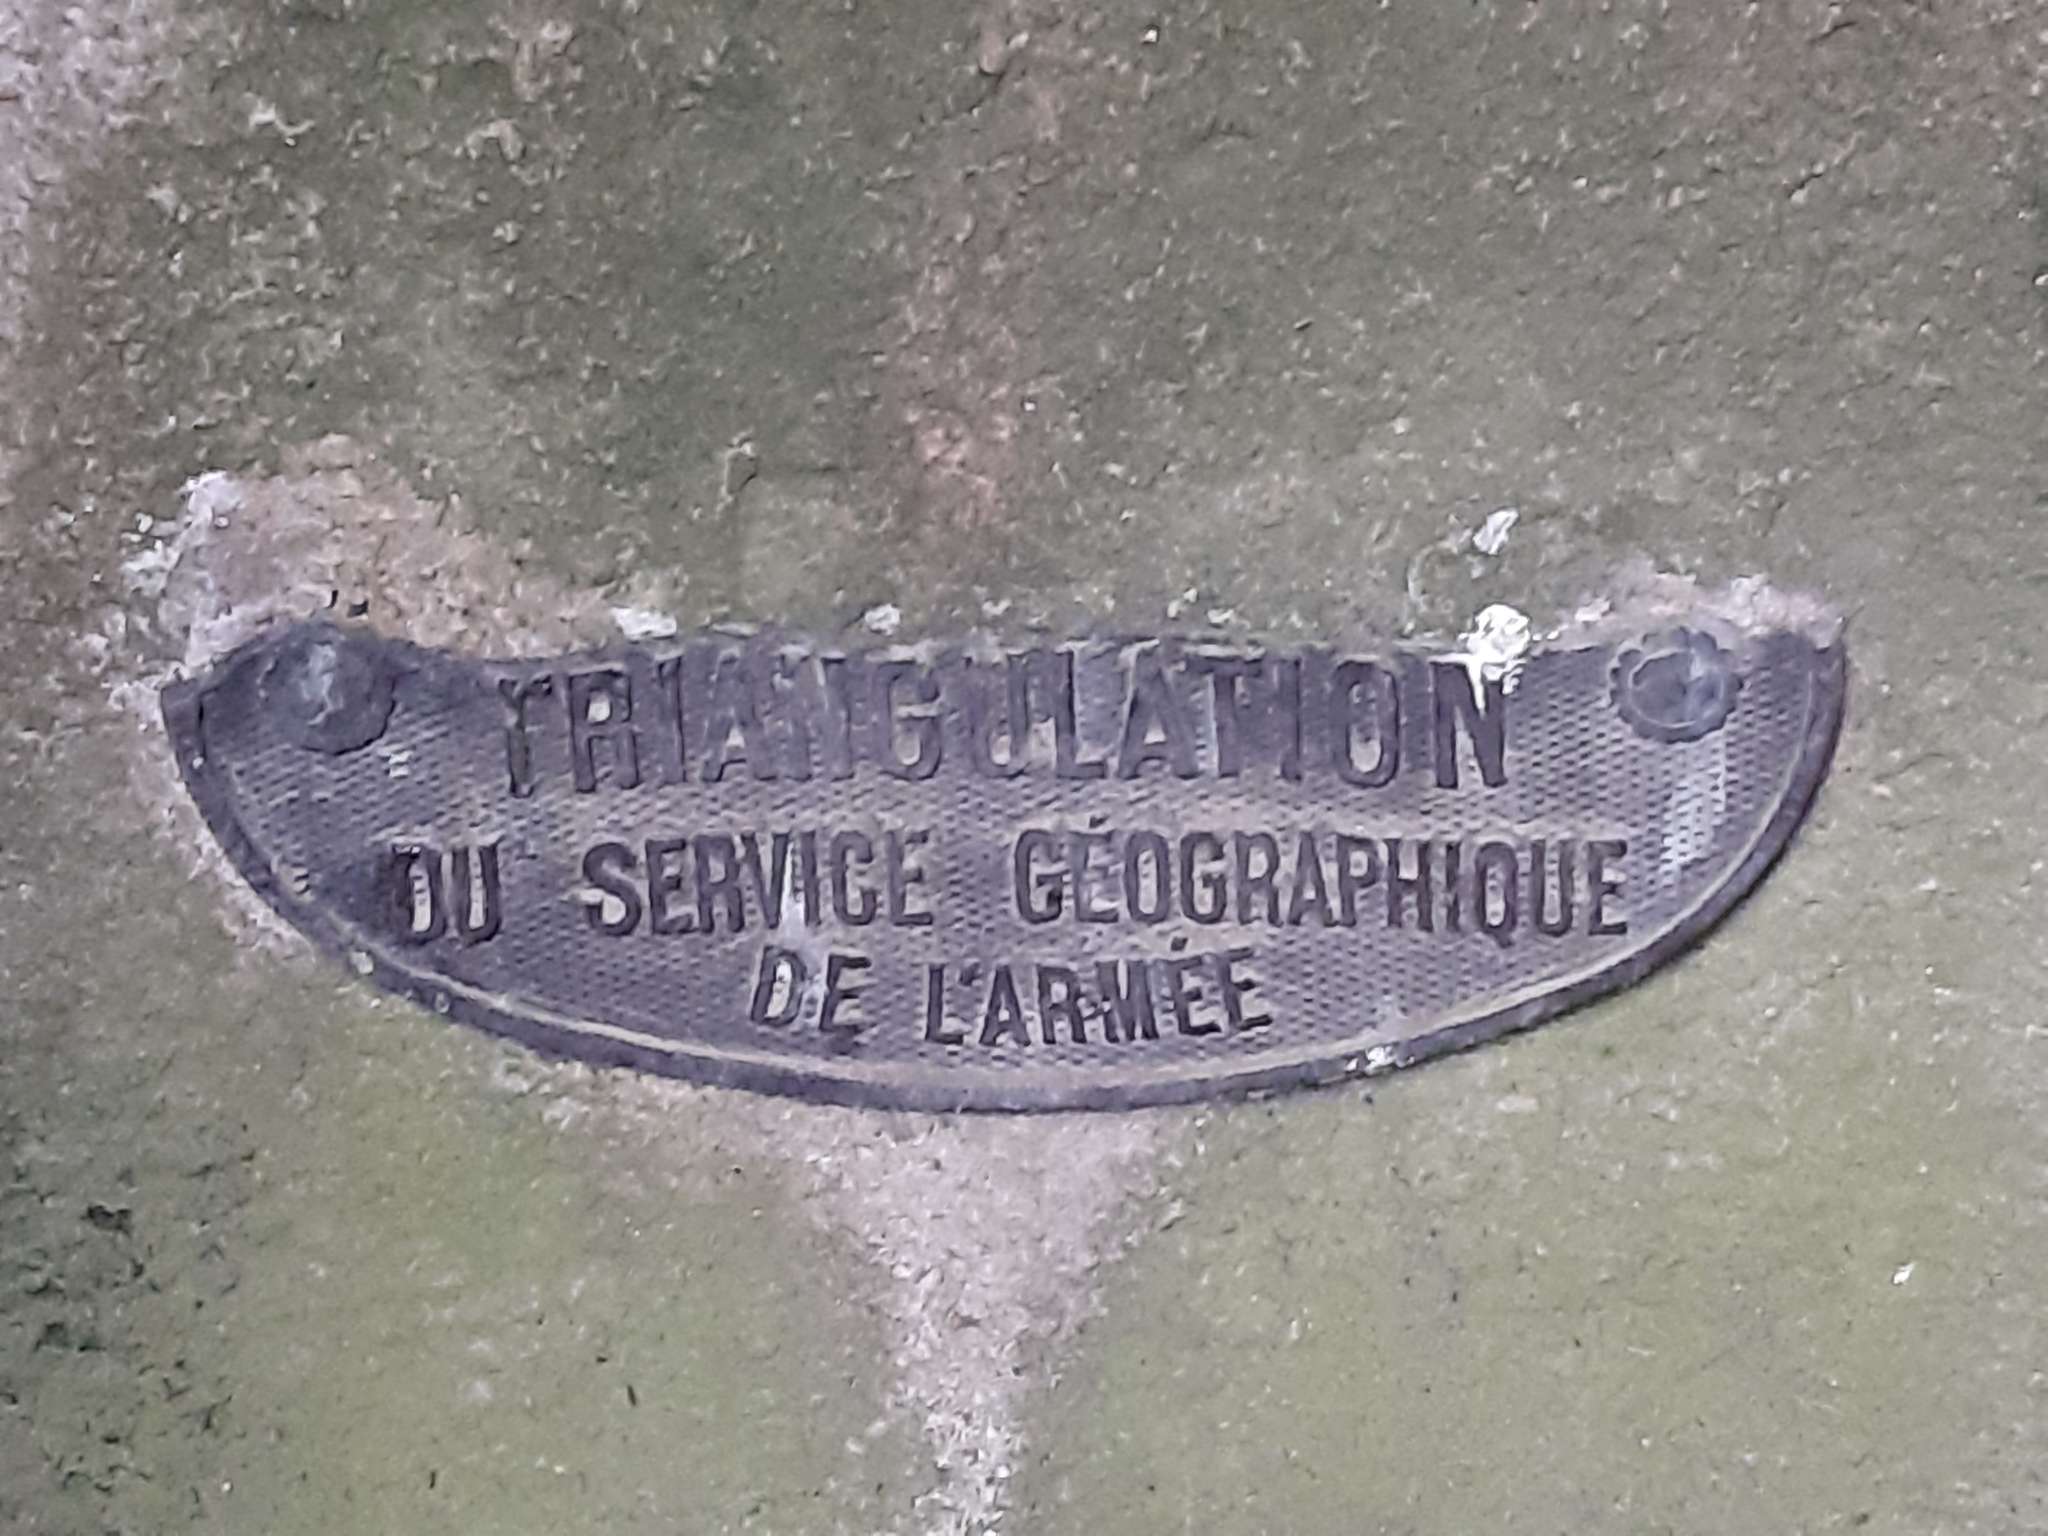 TRIANGULATION
DU SERVICE GÉOGRAPHIQUE
DE L'ARMÉE